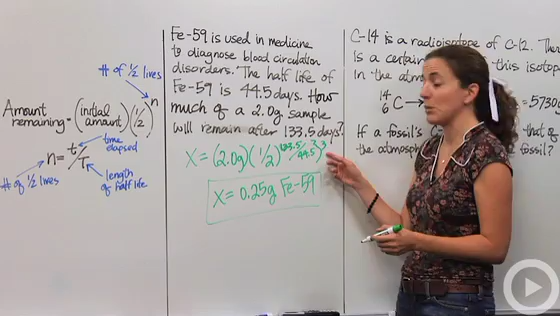 # of 1/2 lives
Amount
remaining = (initial amount)(1/2)^n
n = t/T
time elapsed
# of 1/2 lives
length of half life
Fe-59 is used in medicine
to diagnose blood circulation
disorders. The half life of
Fe-59 is 44.5 days. How
much of a 2.0g sample
will remain after 133.5 days?
X = (2.0g)(1/2)^133.5/44.5
3
X = 0.25g Fe-59
C-14 is a radioisotope of C-12.
is a certain this isotope
in the
14 6 C → = 5730
If a fossil's that of
the atmosph fossil?